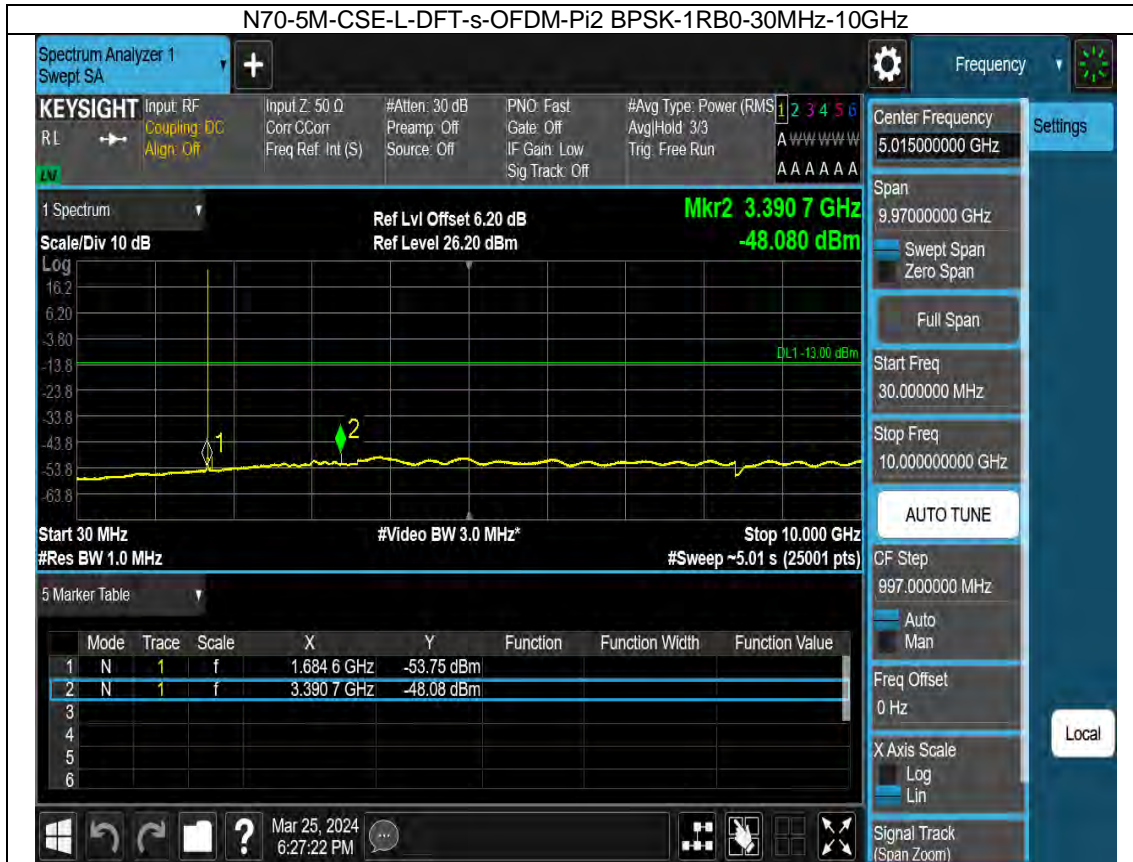 N70-5M-CSE-L-DFT-s-OFDM-Pi2 BPSK-1RB0-30MHz-10GHz
Spectrum Analyzer 1
Swept SA
Frequency
KEYSIGHT
RL
Input: RF
Coupling: DC
Align: Off
Input Z: 50 Ω
Corr CCorr
Freq Ref: Int (S)
#Atten: 30 dB
Preamp: Off
Source: Off
PNO: Fast
Gate: Off
IF Gain: Low
Sig Track: Off
#Avg Type: Power (RMS
Avg|Hold: 3/3
Trig: Free Run
1 2 3 4 5 6
A W W W W W
A A A A A A
1 Spectrum
Scale/Div 10 dB
Ref Lvl Offset 6.20 dB
Ref Level 26.20 dBm
Mkr2 3.390 7 GHz
-48.080 dBm
Log
16.2
6.20
-3.80
-13.8
-23.8
-33.8
-43.8
-53.8
-63.8
DL1 -13.00 dBm
1
2
Start 30 MHz
#Res BW 1.0 MHz
#Video BW 3.0 MHz*
Stop 10.000 GHz
#Sweep ~5.01 s (25001 pts)
5 Marker Table
Mode Trace Scale X Y Function Function Width Function Value
1 N 1 f 1.684 6 GHz -53.75 dBm
2 N 1 f 3.390 7 GHz -48.08 dBm
3
4
5
6
Center Frequency
5.015000000 GHz
Settings
Span
9.97000000 GHz
Swept Span
Zero Span
Full Span
Start Freq
30.000000 MHz
Stop Freq
10.000000000 GHz
AUTO TUNE
CF Step
997.000000 MHz
Auto
Man
Freq Offset
0 Hz
X Axis Scale
Log
Lin
Local
Signal Track
(Span Zoom)
?
Mar 25, 2024
6:27:22 PM